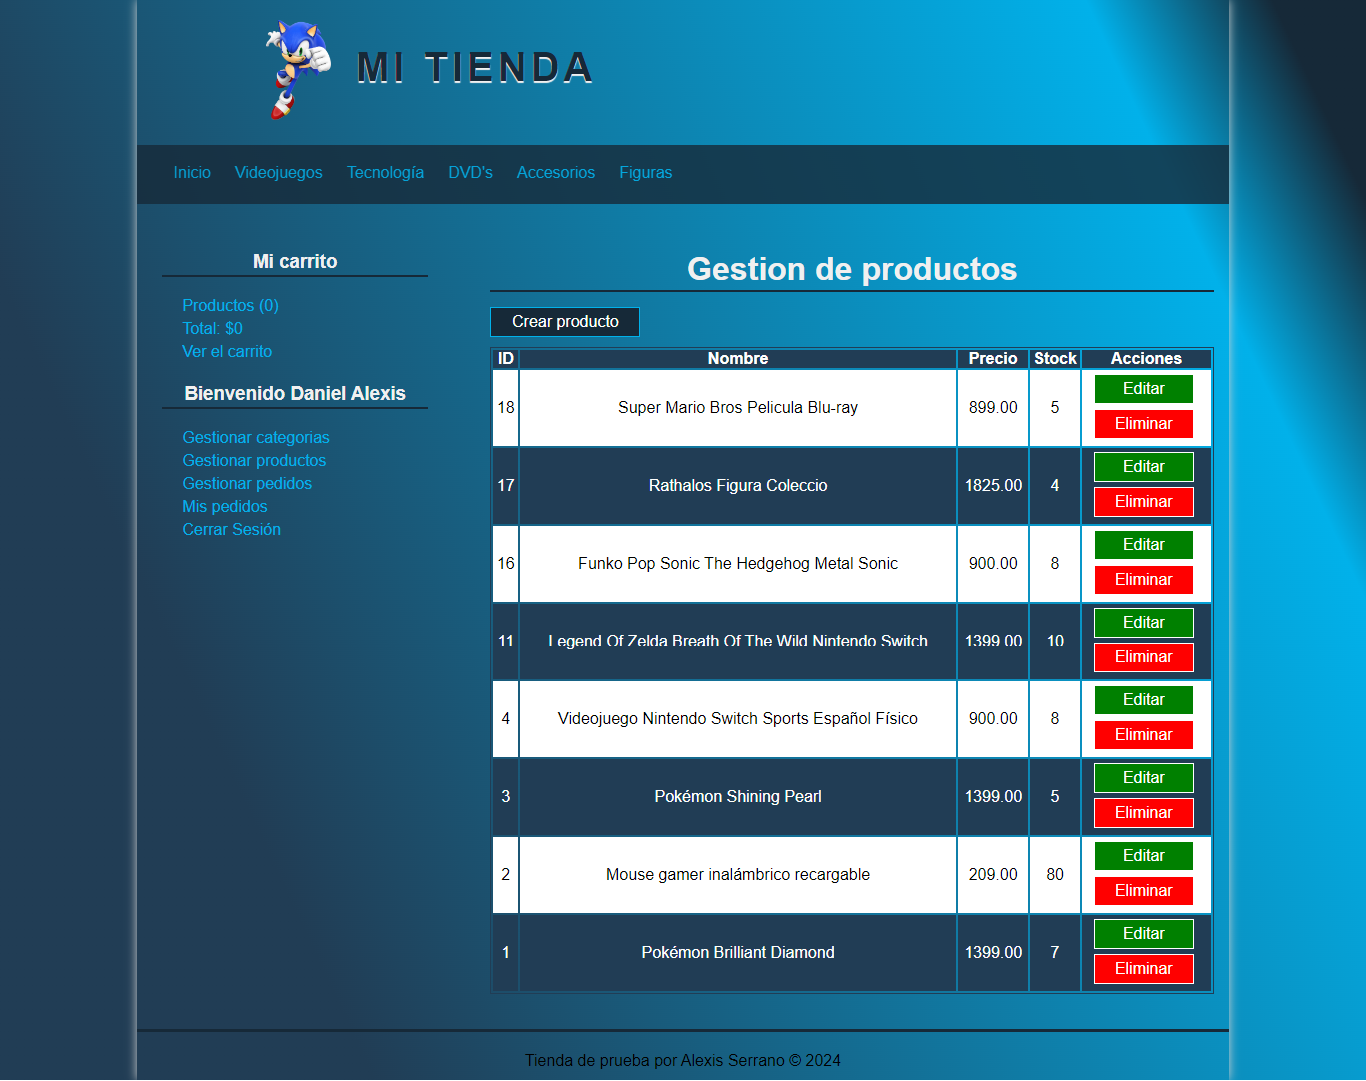 MI TIENDA
Inicio Videojuegos Tecnología DVD's Accesorios Figuras
Mi carrito
Productos (0)
Total: $0
Ver el carrito
Bienvenido Daniel Alexis
Gestionar categorias
Gestionar productos
Gestionar pedidos
Mis pedidos
Cerrar Sesión
Gestion de productos
Crear producto
ID Nombre Precio Stock Acciones
18 Super Mario Bros Pelicula Blu-ray 899.00 5 Editar
Eliminar
17 Rathalos Figura Coleccio 1825.00 4 Editar
Eliminar
16 Funko Pop Sonic The Hedgehog Metal Sonic 900.00 8 Editar
Eliminar
11 Legend Of Zelda Breath Of The Wild Nintendo Switch 1399.00 10 Editar
Eliminar
4 Videojuego Nintendo Switch Sports Español Físico 900.00 8 Editar
Eliminar
3 Pokémon Shining Pearl 1399.00 5 Editar
Eliminar
2 Mouse gamer inalámbrico recargable 209.00 80 Editar
Eliminar
1 Pokémon Brilliant Diamond 1399.00 7 Editar
Eliminar
Tienda de prueba por Alexis Serrano © 2024